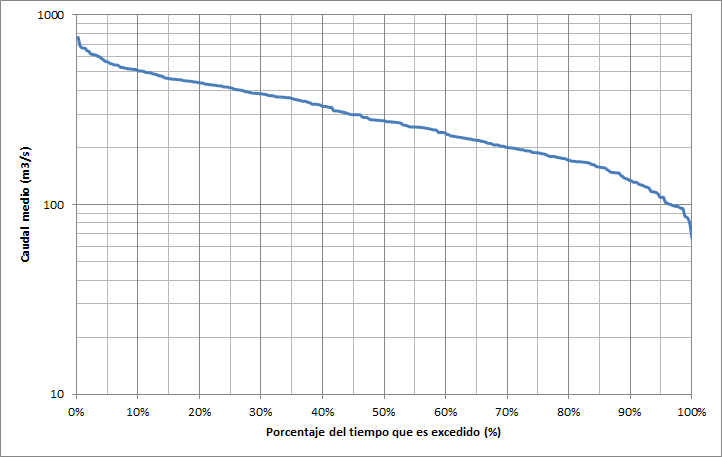 1000
100
10
Caudal medio (m3/s)
0% 10% 20% 30% 40% 50% 60% 70% 80% 90% 100%
Porcentaje del tiempo que es excedido (%)